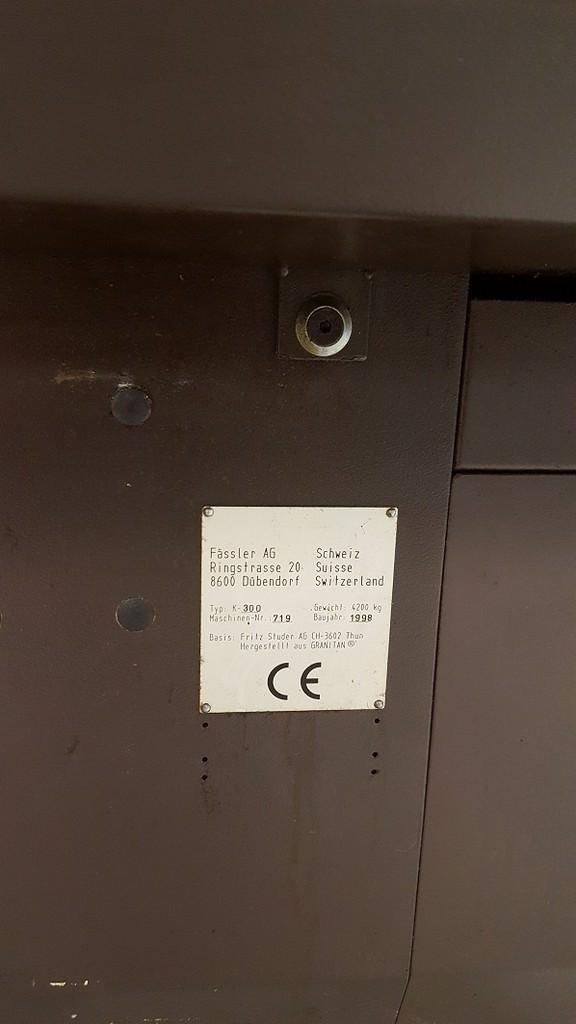 Fässler AG Schweiz
Ringstrasse 20 Suisse
8600 Dübendorf Switzerland
Typ: K-300 Gewicht: 4200 kg
Maschinen-Nr.: 719 Baujahr: 1998
Basis: Fritz Studer AG CH-3602 Thun
Hergestellt aus GRANITAN®
CE